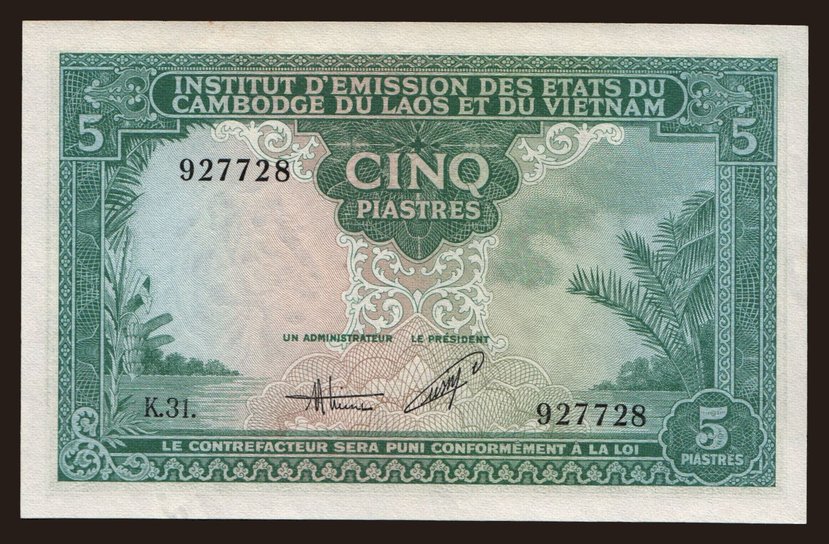 INSTITUT D'EMISSION DES ETATS DU
CAMBODGE DU LAOS ET DU VIETNAM
5
5
927728
CINQ
PIASTRES
UN ADMINISTRATEUR LE PRÉSIDENT
K.31.
927728
5
PIASTRES
LE CONTREFACTEUR SERA PUNI CONFORMÉMENT À LA LOI